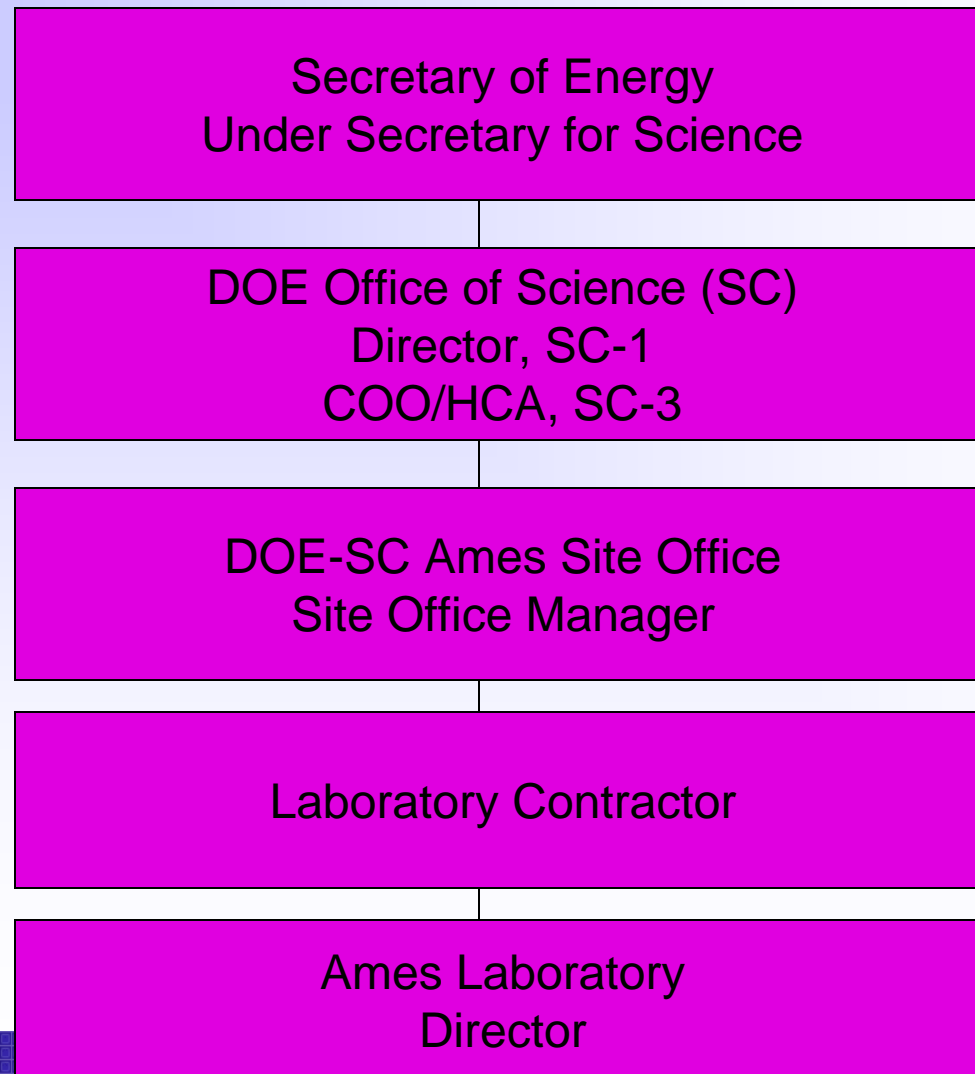 Secretary of Energy
Under Secretary for Science
DOE Office of Science (SC)
Director, SC-1
COO/HCA, SC-3
DOE-SC Ames Site Office
Site Office Manager
Laboratory Contractor
Ames Laboratory
Director